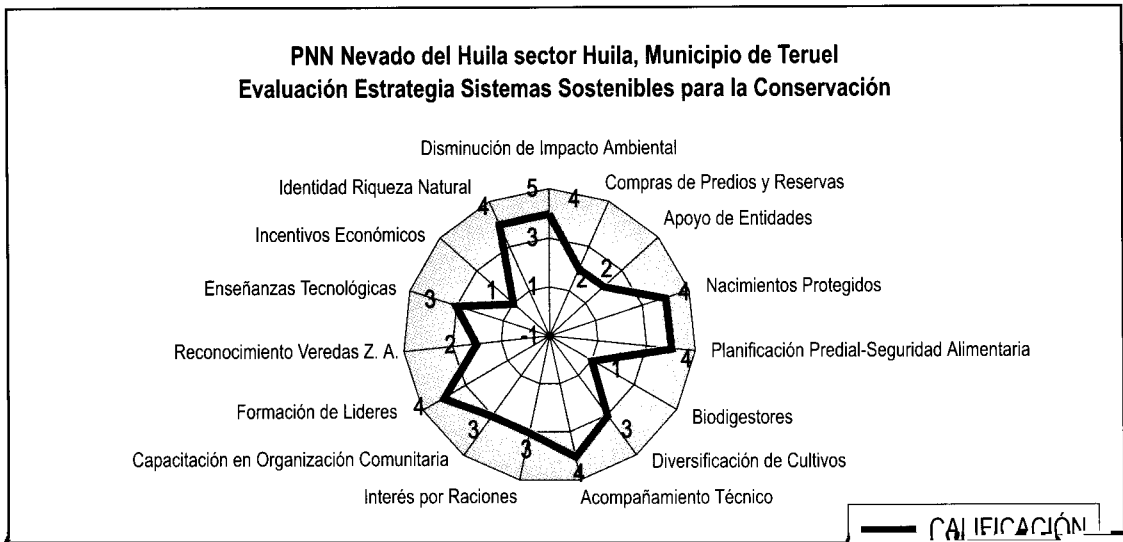 PNN Nevado del Huila sector Huila, Municipio de Teruel
Evaluación Estrategia Sistemas Sostenibles para la Conservación
Disminución de Impacto Ambiental
Identidad Riqueza Natural
Compras de Predios y Reservas
Incentivos Económicos
Apoyo de Entidades
Enseñanzas Tecnológicas
Nacimientos Protegidos
Reconocimiento Veredas Z. A.
Planificación Predial-Seguridad Alimentaria
Formación de Lideres
Biodigestores
Capacitación en Organización Comunitaria
Diversificación de Cultivos
Interés por Raciones
Acompañamiento Técnico
5
3
1
-1
4
2
2
4
4
1
3
4
3
3
4
2
3
1
4
CALIFICACIÓN